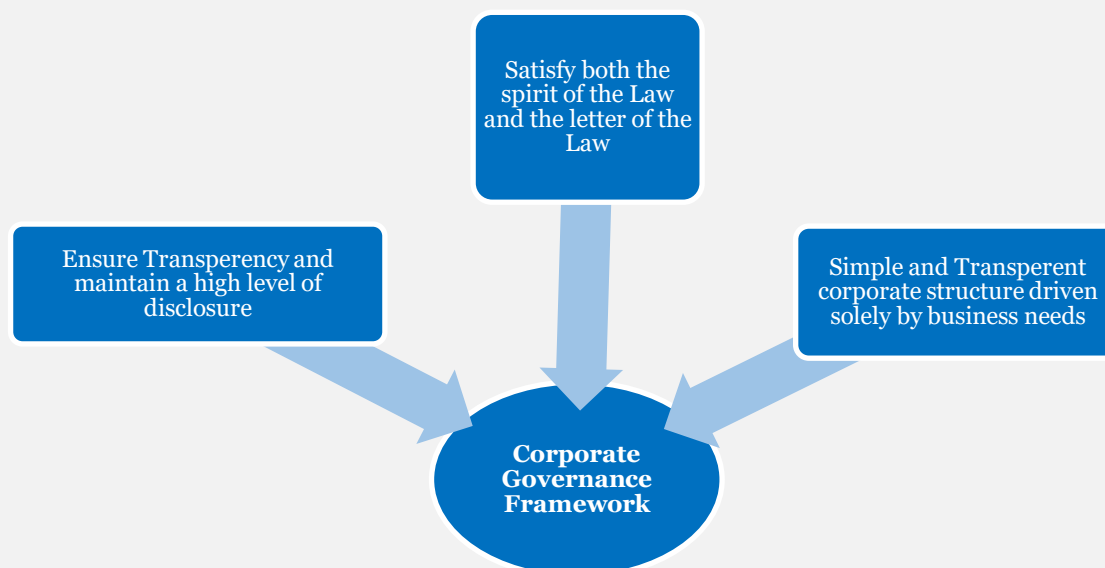 Satisfy both the
spirit of the Law
and the letter of the
Law
Ensure Transperency and
maintain a high level of
disclosure
Simple and Transperent
corporate structure driven
solely by business needs
Corporate
Governance
Framework